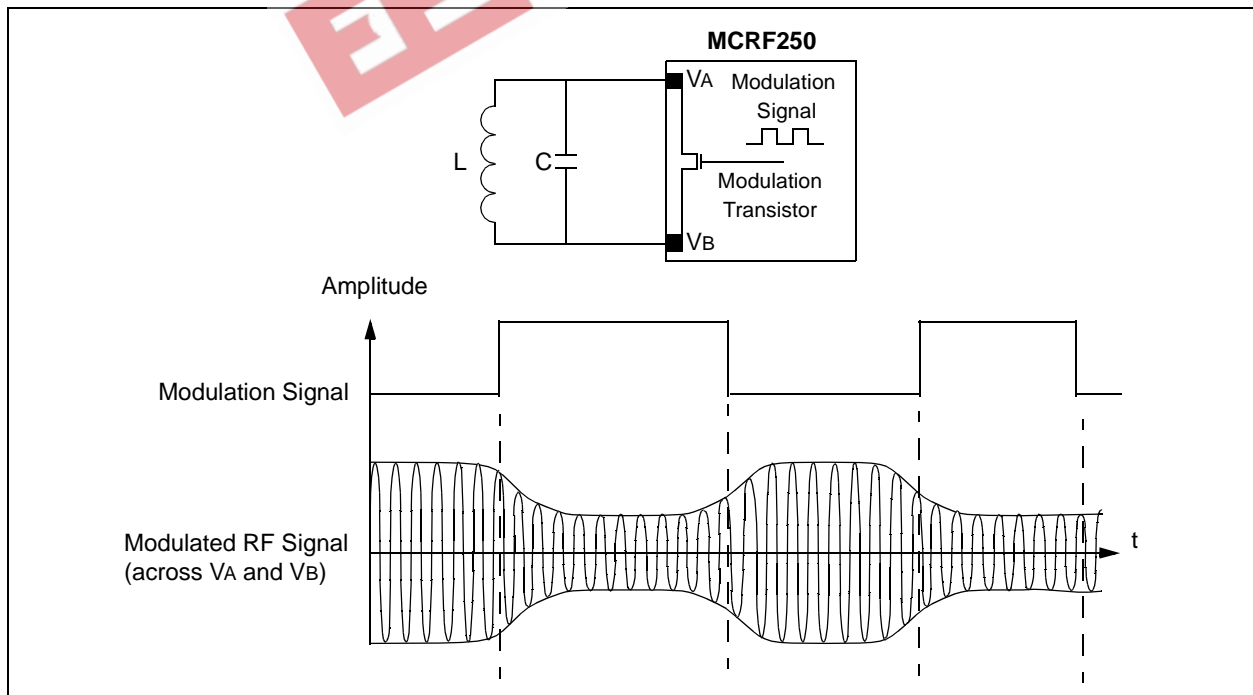 MCRF250
VA
Modulation
Signal
L
C
Modulation
Transistor
VB
Amplitude
Modulation Signal
Modulated RF Signal
(across VA and VB)
t